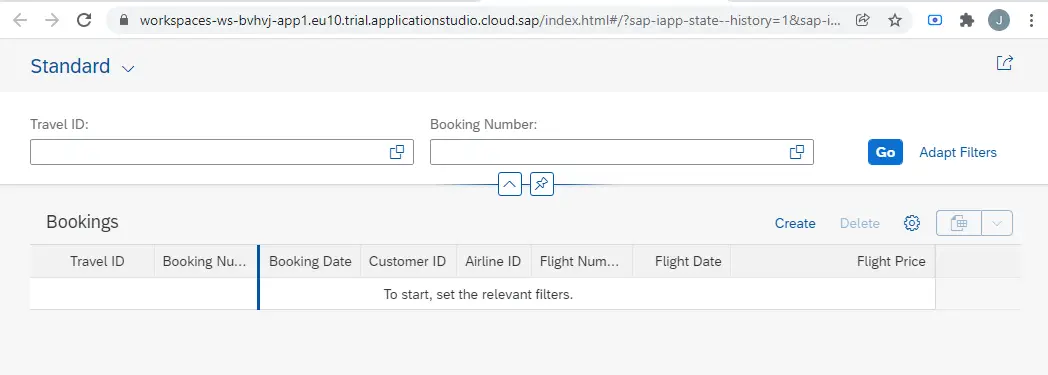 workspaces-ws-bvhvj-app1.eu10.trial.applicationstudio.cloud.sap/index.html#/?sap-iapp-state--history=1&sap-i...
J
Standard
Travel ID:
Booking Number:
Go
Adapt Filters
Bookings
Create
Delete
Travel ID
Booking Nu...
Booking Date
Customer ID
Airline ID
Flight Num...
Flight Date
Flight Price
To start, set the relevant filters.